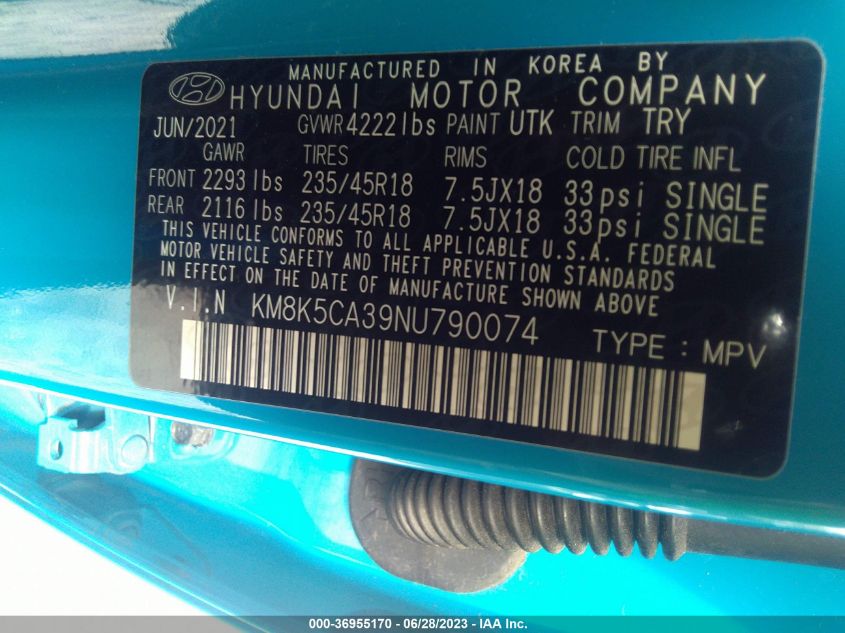 MANUFACTURED IN KOREA BY
HYUNDAI MOTOR COMPANY
JUN/2021 GVWR 4222 lbs PAINT UTK TRIM TRY
GAWR TIRES RIMS COLD TIRE INFL
FRONT 2293 lbs 235/45R18 7.5JX18 33psi SINGLE
REAR 2116 lbs 235/45R18 7.5JX18 33psi SINGLE
THIS VEHICLE CONFORMS TO ALL APPLICABLE U.S.A. FEDERAL
MOTOR VEHICLE SAFETY AND THEFT PREVENTION STANDARDS
IN EFFECT ON THE DATE OF MANUFACTURE SHOWN ABOVE
V.I.N KM8K5CA39NU790074
TYPE : MPV
000-36955170 - 06/28/2023 - IAA Inc.